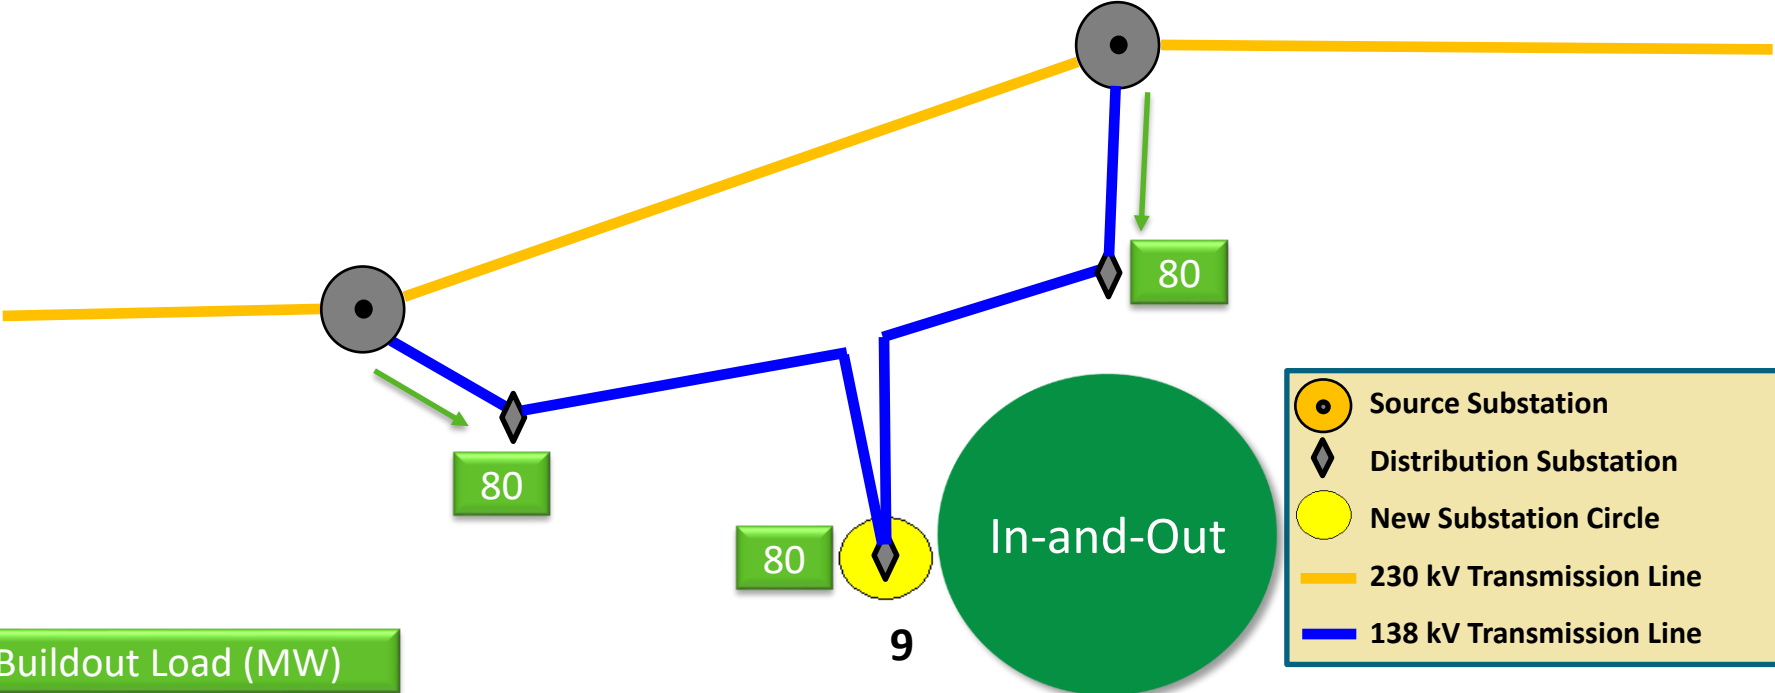 80
80
80
In-and-Out
9
Buildout Load (MW)
Source Substation
Distribution Substation
New Substation Circle
230 kV Transmission Line
138 kV Transmission Line